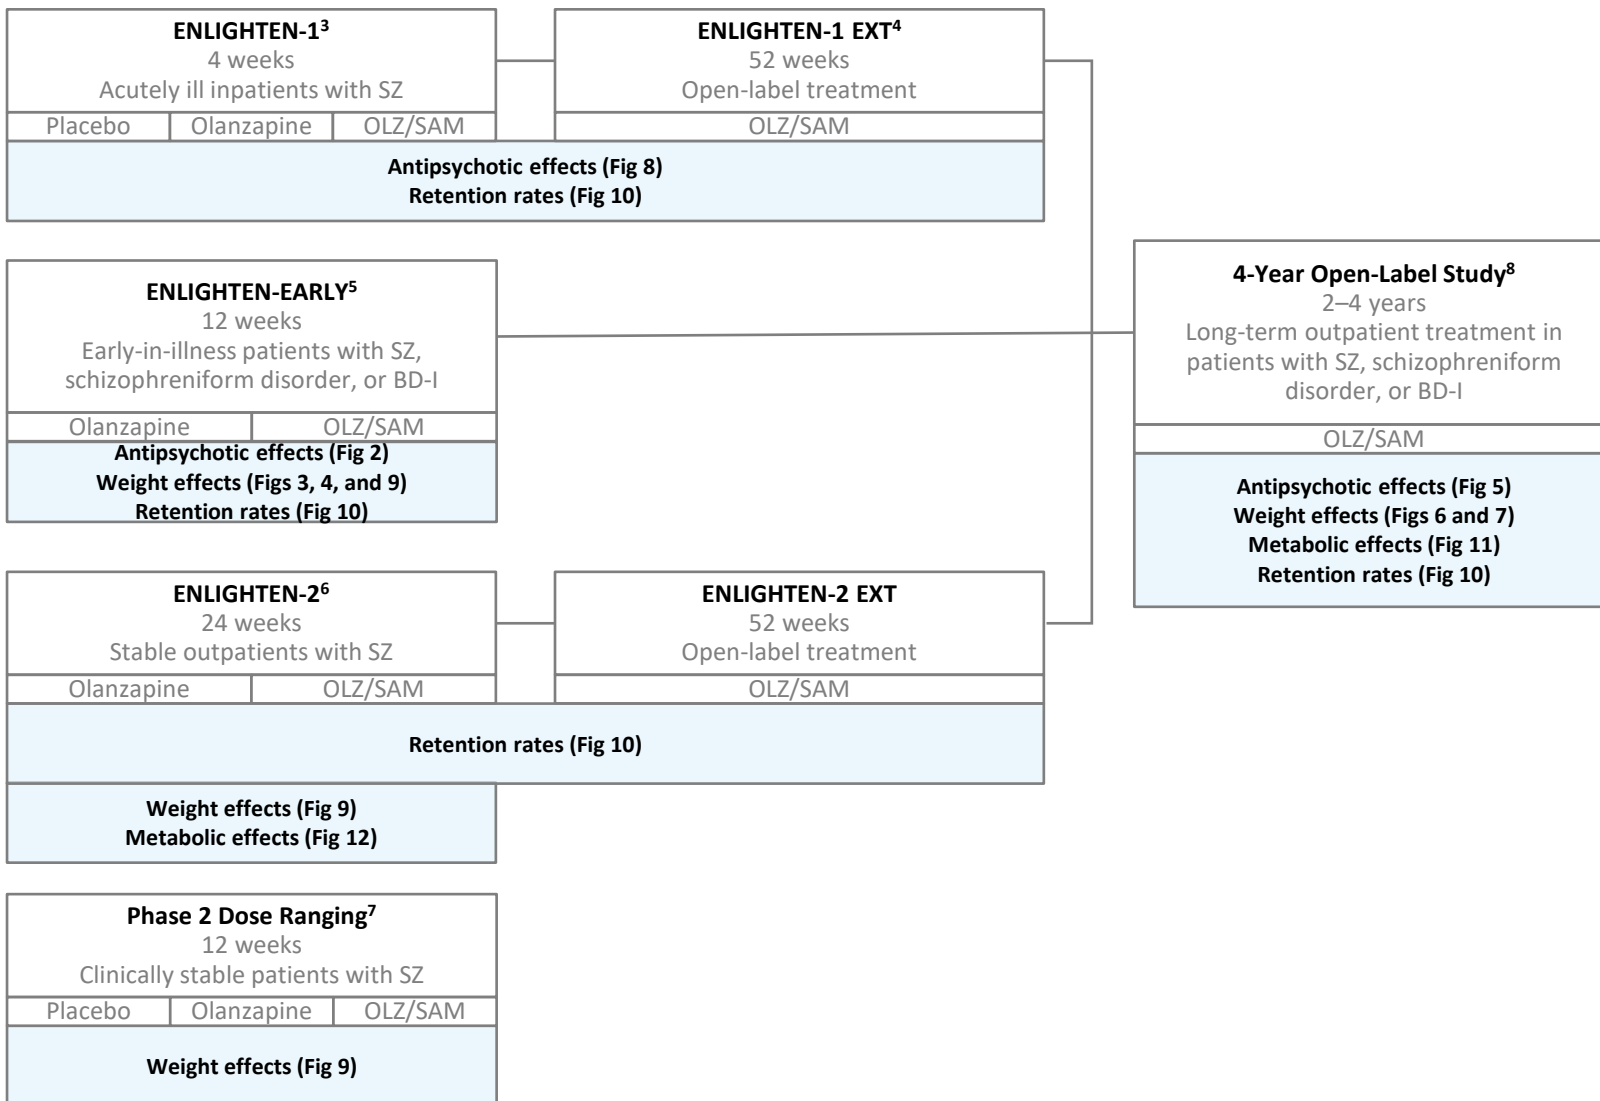 ENLIGHTEN-1³
4 weeks
Acutely ill inpatients with SZ
Placebo Olanzapine OLZ/SAM
ENLIGHTEN-1 EXT⁴
52 weeks
Open-label treatment
OLZ/SAM
Antipsychotic effects (Fig 8)
Retention rates (Fig 10)
ENLIGHTEN-EARLY⁵
12 weeks
Early-in-illness patients with SZ,
schizophreniform disorder, or BD-I
Olanzapine OLZ/SAM
Antipsychotic effects (Fig 2)
Weight effects (Figs 3, 4, and 9)
Retention rates (Fig 10)
ENLIGHTEN-2⁶
24 weeks
Stable outpatients with SZ
Olanzapine OLZ/SAM
ENLIGHTEN-2 EXT
52 weeks
Open-label treatment
OLZ/SAM
Retention rates (Fig 10)
Weight effects (Fig 9)
Metabolic effects (Fig 12)
Phase 2 Dose Ranging⁷
12 weeks
Clinically stable patients with SZ
Placebo Olanzapine OLZ/SAM
Weight effects (Fig 9)
4-Year Open-Label Study⁸
2–4 years
Long-term outpatient treatment in
patients with SZ, schizophreniform
disorder, or BD-I
OLZ/SAM
Antipsychotic effects (Fig 5)
Weight effects (Figs 6 and 7)
Metabolic effects (Fig 11)
Retention rates (Fig 10)